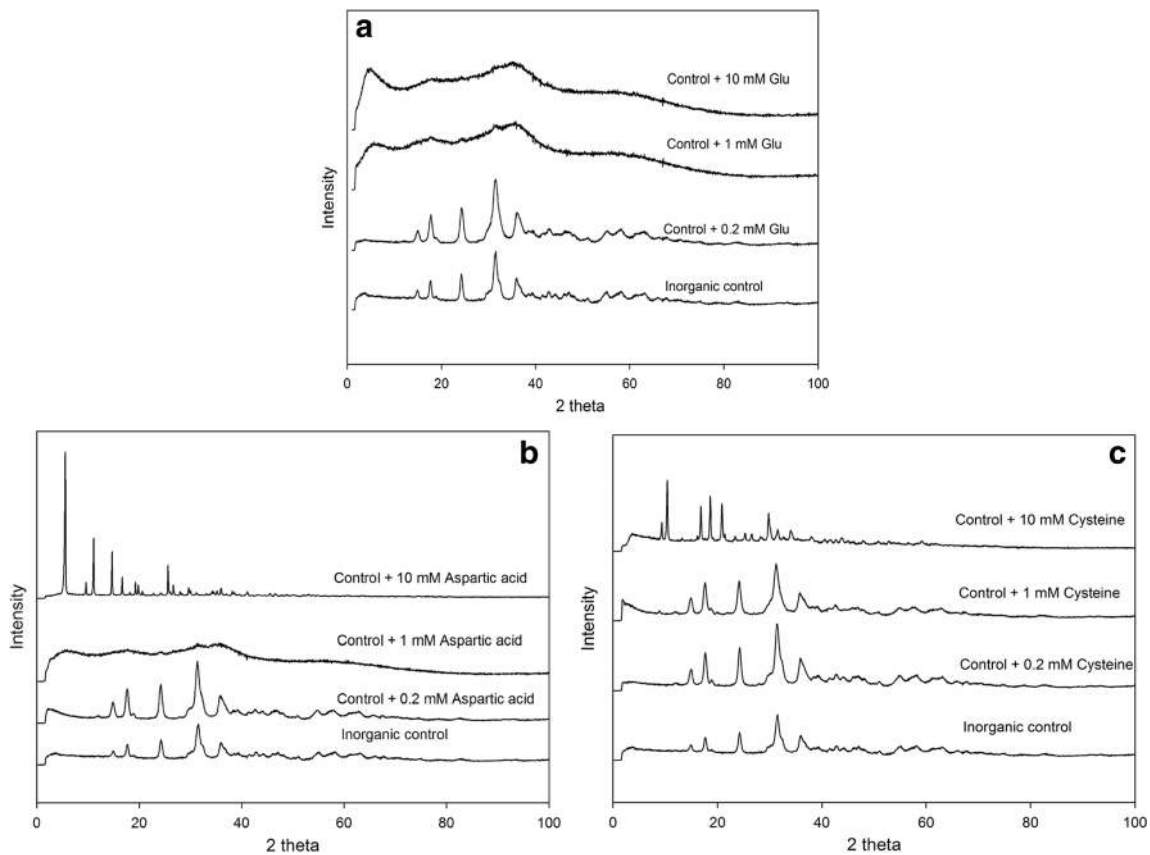 a
Control + 10 mM Glu
Control + 1 mM Glu
Control + 0.2 mM Glu
Inorganic control
Intensity
0 20 40 60 80 100
2 theta
b
Control + 10 mM Aspartic acid
Control + 1 mM Aspartic acid
Control + 0.2 mM Aspartic acid
Inorganic control
Intensity
0 20 40 60 80 100
2 theta
c
Control + 10 mM Cysteine
Control + 1 mM Cysteine
Control + 0.2 mM Cysteine
Inorganic control
Intensity
0 20 40 60 80 100
2 theta